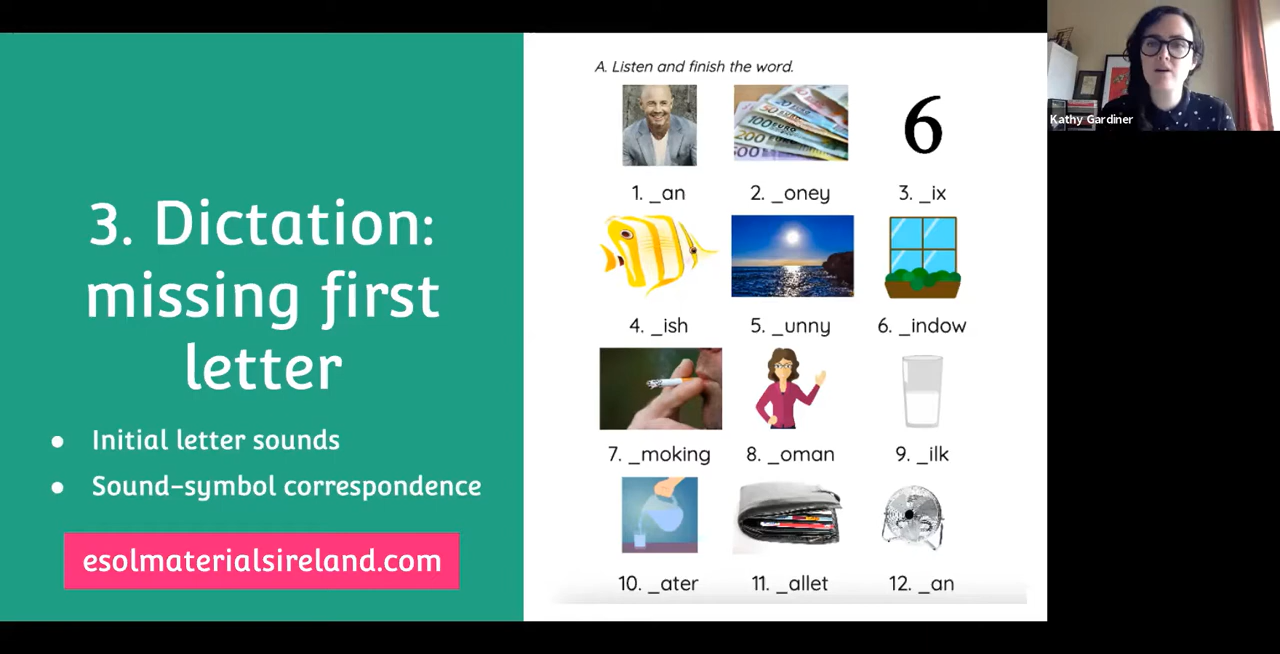 3. Dictation:
missing first
letter
● Initial letter sounds
● Sound-symbol correspondence
esolmaterialsireland.com
A. Listen and finish the word.
6
1. _an 2. _oney 3. _ix
4. _ish 5. _unny 6. _indow
7. _moking 8. _oman 9. _ilk
10. _ater 11. _allet 12. _an
Kathy Gardiner